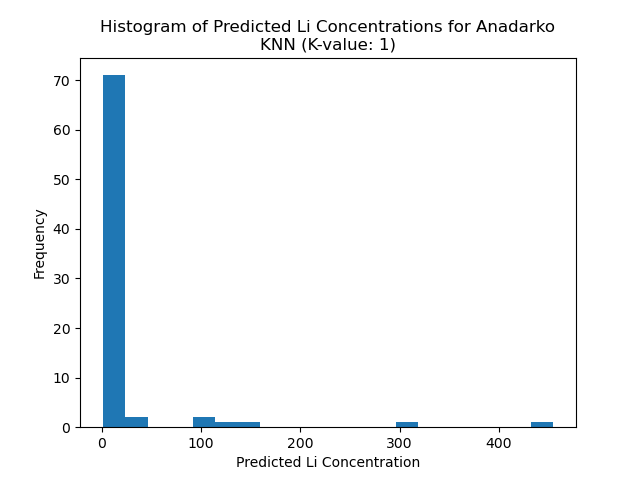 Histogram of Predicted Li Concentrations for Anadarko
KNN (K-value: 1)
70
60
50
40
30
20
10
0
Frequency
0 100 200 300 400
Predicted Li Concentration